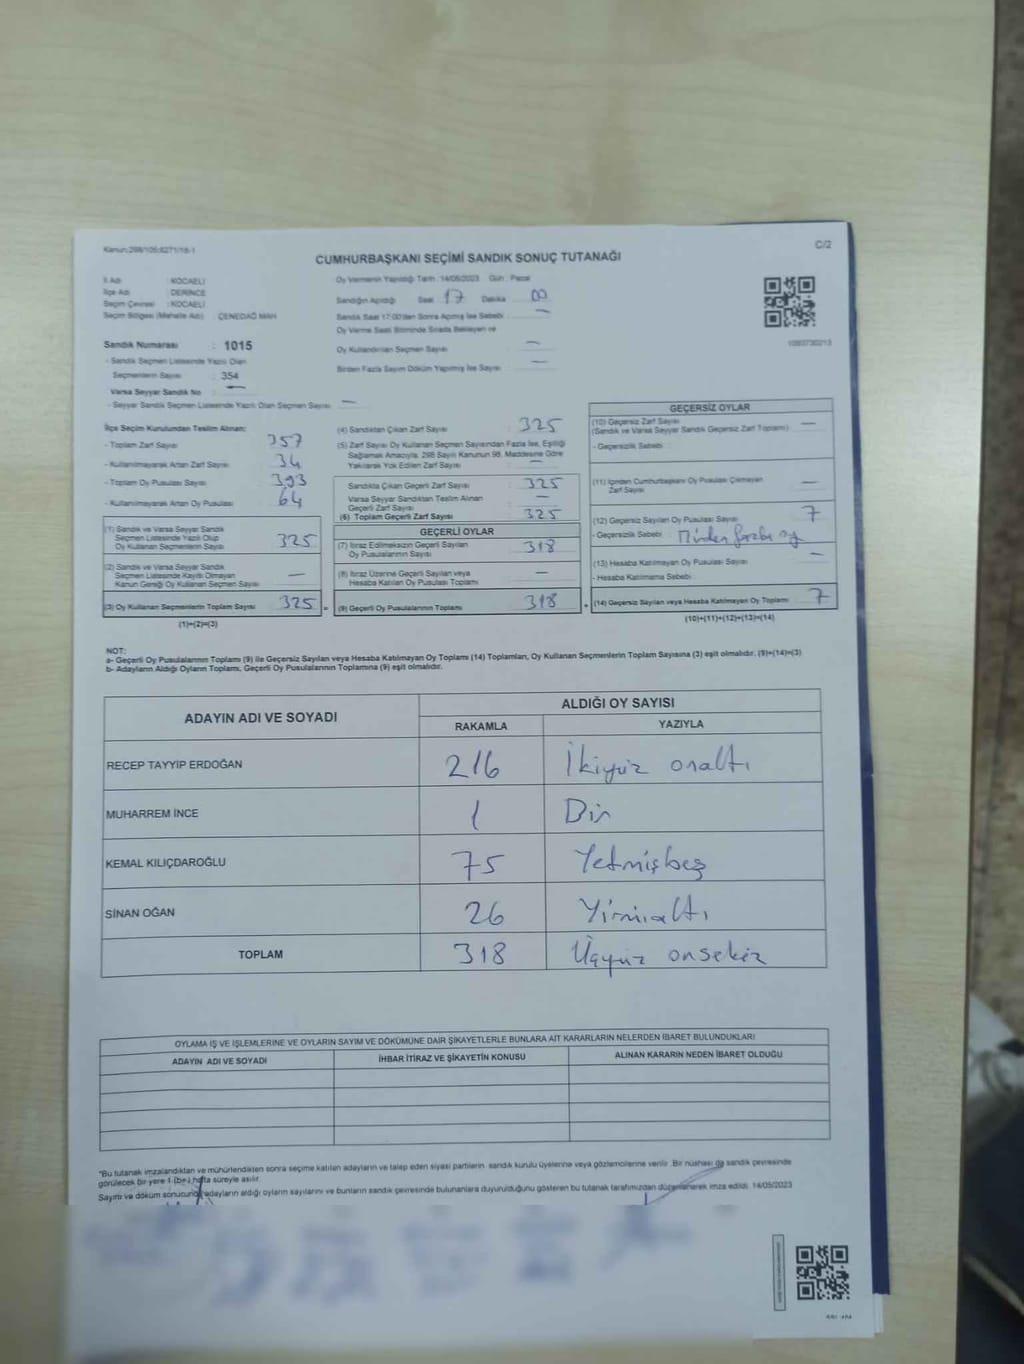 Kanun:298/105;6271/16-1
C/2
CUMHURBAŞKANI SEÇİMİ SANDIK SONUÇ TUTANAĞI
İl Adı : KOCAELİ
İlçe Adı : DERİNCE
Seçim Çevresi : KOCAELİ
Seçim Bölgesi (Mahalle Adı) : ÇENEDAĞ MAH
Sandık Numarası : 1015
- Sandık Seçmen Listesinde Yazılı Olan
Seçmenlerin Sayısı : 354
Varsa Seyyar Sandık No : —
- Seyyar Sandık Seçmen Listesinde Yazılı Olan Seçmen Sayısı : —
Oy Vermenin Yapıldığı Tarih : 14/05/2023 Gün : Pazar
Sandığın Açıldığı Saat 17 Dakika 00
Sandık Saat 17:00'den Sonra Açılmış İse Sebebi : —
Oy Verme Saati Bitiminde Sırada Bekleyen ve
Oy Kullandırılan Seçmen Sayısı : —
Birden Fazla Sayım Döküm Yapılmış İse Sayısı : —
1093730213
İlçe Seçim Kurulundan Teslim Alınan:
- Toplam Zarf Sayısı : 357
- Kullanılmayarak Artan Zarf Sayısı : 34
- Toplam Oy Pusulası Sayısı : 393
- Kullanılmayarak Artan Oy Pusulası : 64
(1) Sandık ve Varsa Seyyar Sandık
Seçmen Listesinde Yazılı Olup
Oy Kullanan Seçmenlerin Sayısı : 325
(2) Sandık ve Varsa Seyyar Sandık
Seçmen Listesinde Kaydı Olmayan
Kanun Gereği Oy Kullanan Seçmen Sayısı : —
(3) Oy Kullanan Seçmenlerin Toplam Sayısı : 325 =
(1)+(2)=(3)
(4) Sandıktan Çıkan Zarf Sayısı : 325
(5) Zarf Sayısı Oy Kullanan Seçmen Sayısından Fazla İse, Eşitliği
Sağlamak Amacıyla, 298 Sayılı Kanunun 98. Maddesine Göre
Yakılarak Yok Edilen Zarf Sayısı : —
Sandıkta Çıkan Geçerli Zarf Sayısı : 325
Varsa Seyyar Sandıktan Teslim Alınan
Geçerli Zarf Sayısı : —
(6) Toplam Geçerli Zarf Sayısı : 325
GEÇERLİ OYLAR
(7) İtiraz Edilmeksizin Geçerli Sayılan
Oy Pusulalarının Sayısı : 318
(8) İtiraz Üzerine Geçerli Sayılan veya
Hesaba Katılan Oy Pusulası Toplamı : —
(9) Geçerli Oy Pusulalarının Toplamı : 318 +
GEÇERSİZ OYLAR
(10) Geçersiz Zarf Sayısı
(Sandık ve Varsa Seyyar Sandık Geçersiz Zarf Toplamı) : —
- Geçersizlik Sebebi :
(11) İçinden Cumhurbaşkanı Oy Pusulası Çıkmayan
Zarf Sayısı : —
(12) Geçersiz Sayılan Oy Pusulası Sayısı : 7
- Geçersizlik Sebebi : Birden fazla oy
(13) Hesaba Katılmayan Oy Pusulası Sayısı : —
- Hesaba Katılmama Sebebi :
(14) Geçersiz Sayılan veya Hesaba Katılmayan Oy Toplamı : 7
(10)+(11)+(12)+(13)=(14)
NOT:
a- Geçerli Oy Pusulalarının Toplamı (9) ile Geçersiz Sayılan veya Hesaba Katılmayan Oy Toplamı (14) Toplamları, Oy Kullanan Seçmenlerin Toplam Sayısına (3) eşit olmalıdır. (9)+(14)=(3)
b- Adayların Aldığı Oyların Toplamı, Geçerli Oy Pusulalarının Toplamına (9) eşit olmalıdır.
ADAYIN ADI VE SOYADI
ALDIĞI OY SAYISI
RAKAMLA YAZIYLA
RECEP TAYYİP ERDOĞAN 216 İkiyüz onaltı
MUHARREM İNCE 1 Bir
KEMAL KILIÇDAROĞLU 75 Yetmişbeş
SİNAN OĞAN 26 Yirmialtı
TOPLAM 318 Üçyüz onsekiz
OYLAMA İŞ VE İŞLEMLERİNE VE OYLARIN SAYIM VE DÖKÜMÜNE DAİR ŞİKAYETLERLE BUNLARA AİT KARARLARIN NELERDEN İBARET BULUNDUKLARI
ADAYIN ADI VE SOYADI İHBAR İTİRAZ VE ŞİKAYETİN KONUSU ALINAN KARARIN NEDEN İBARET OLDUĞU
*Bu tutanak imzalandıktan ve mühürlendikten sonra seçime katılan adayların ve talep eden siyasi partilerin sandık kurulu üyelerine veya gözlemcilerine verilir. Bir nüshası da sandık çevresinde
görülecek bir yere 1 (bir) hafta süreyle asılır.
Sayım ve döküm sonucunda adayların aldığı oyların sayılarını ve bunların sandık çevresinde bulunanlara duyurulduğunu gösteren bu tutanak tarafımızdan düzenlenerek imza edildi. 14/05/2023